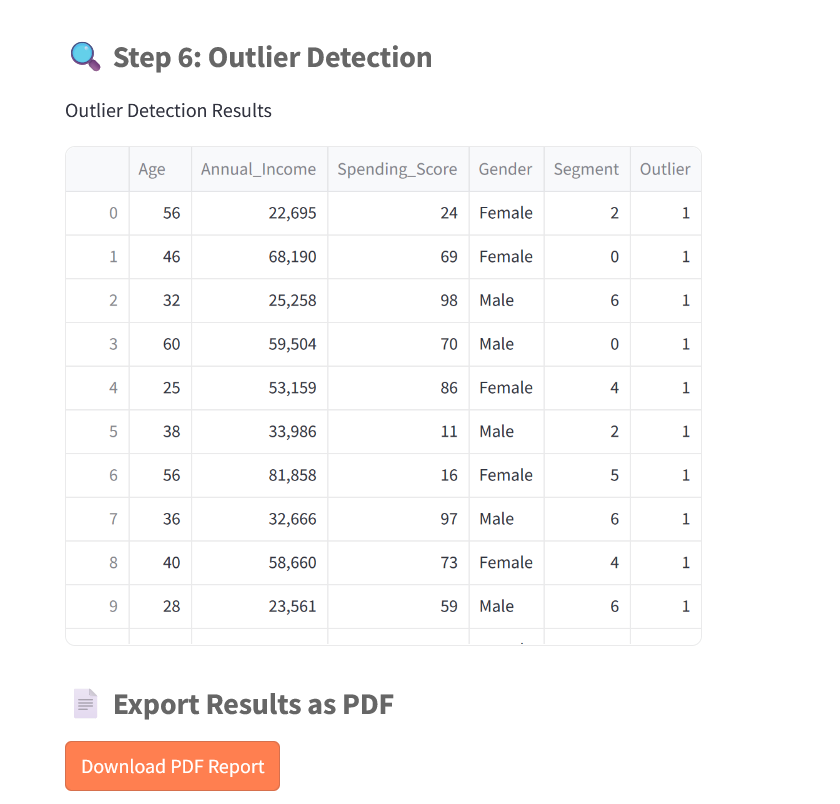 Step 6: Outlier Detection
Outlier Detection Results
Age Annual_Income Spending_Score Gender Segment Outlier
0 56 22,695 24 Female 2 1
1 46 68,190 69 Female 0 1
2 32 25,258 98 Male 6 1
3 60 59,504 70 Male 0 1
4 25 53,159 86 Female 4 1
5 38 33,986 11 Male 2 1
6 56 81,858 16 Female 5 1
7 36 32,666 97 Male 6 1
8 40 58,660 73 Female 4 1
9 28 23,561 59 Male 6 1
Export Results as PDF
Download PDF Report